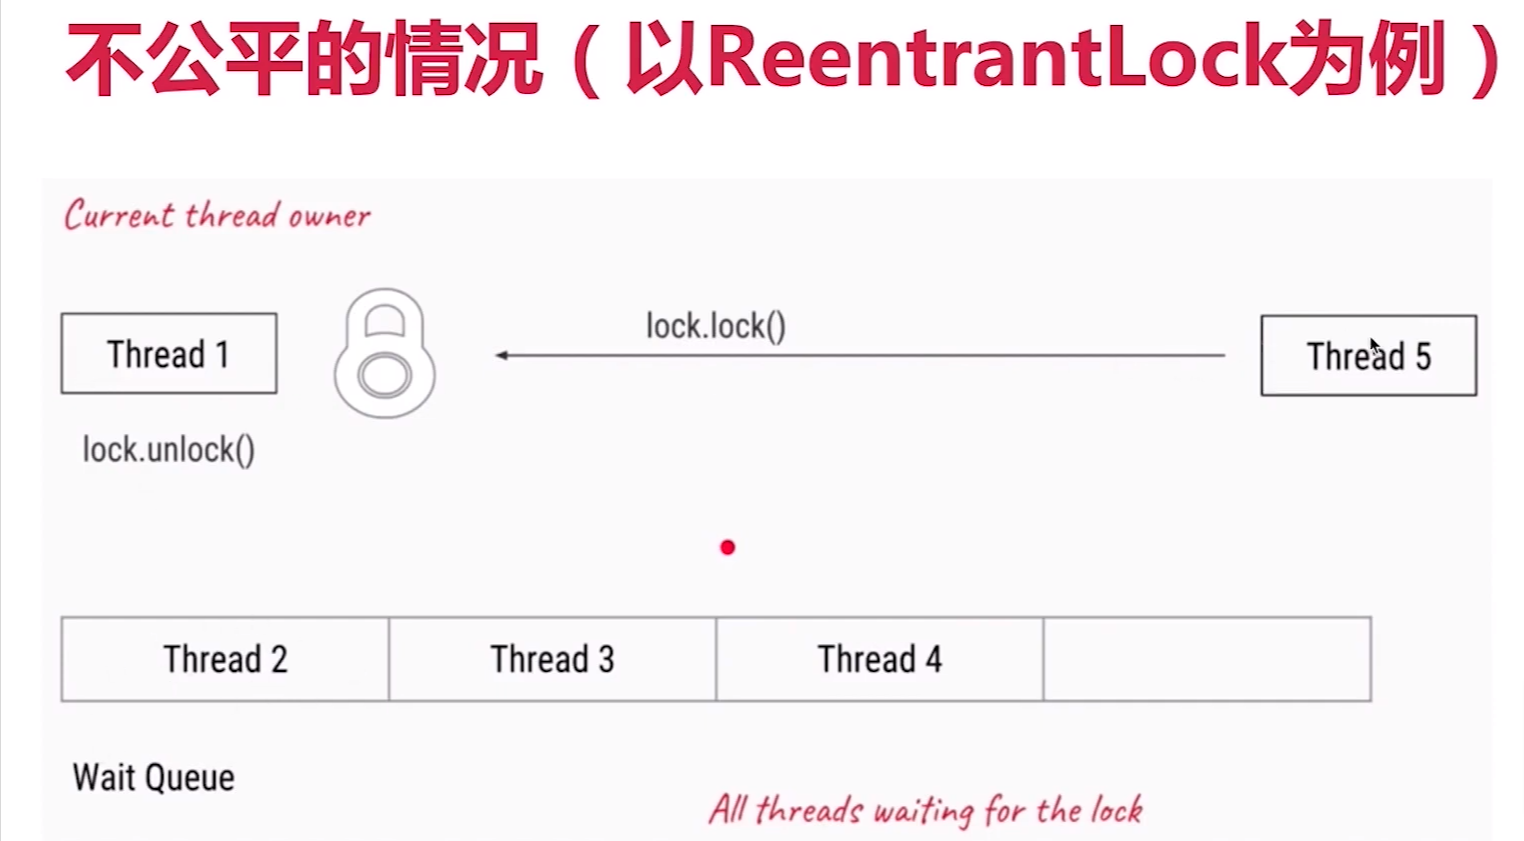 不公平的情况（以ReentrantLock为例）
Current thread owner
Thread 1
lock.lock()
Thread 5
lock.unlock()
Thread 2
Thread 3
Thread 4
Wait Queue
All threads waiting for the lock